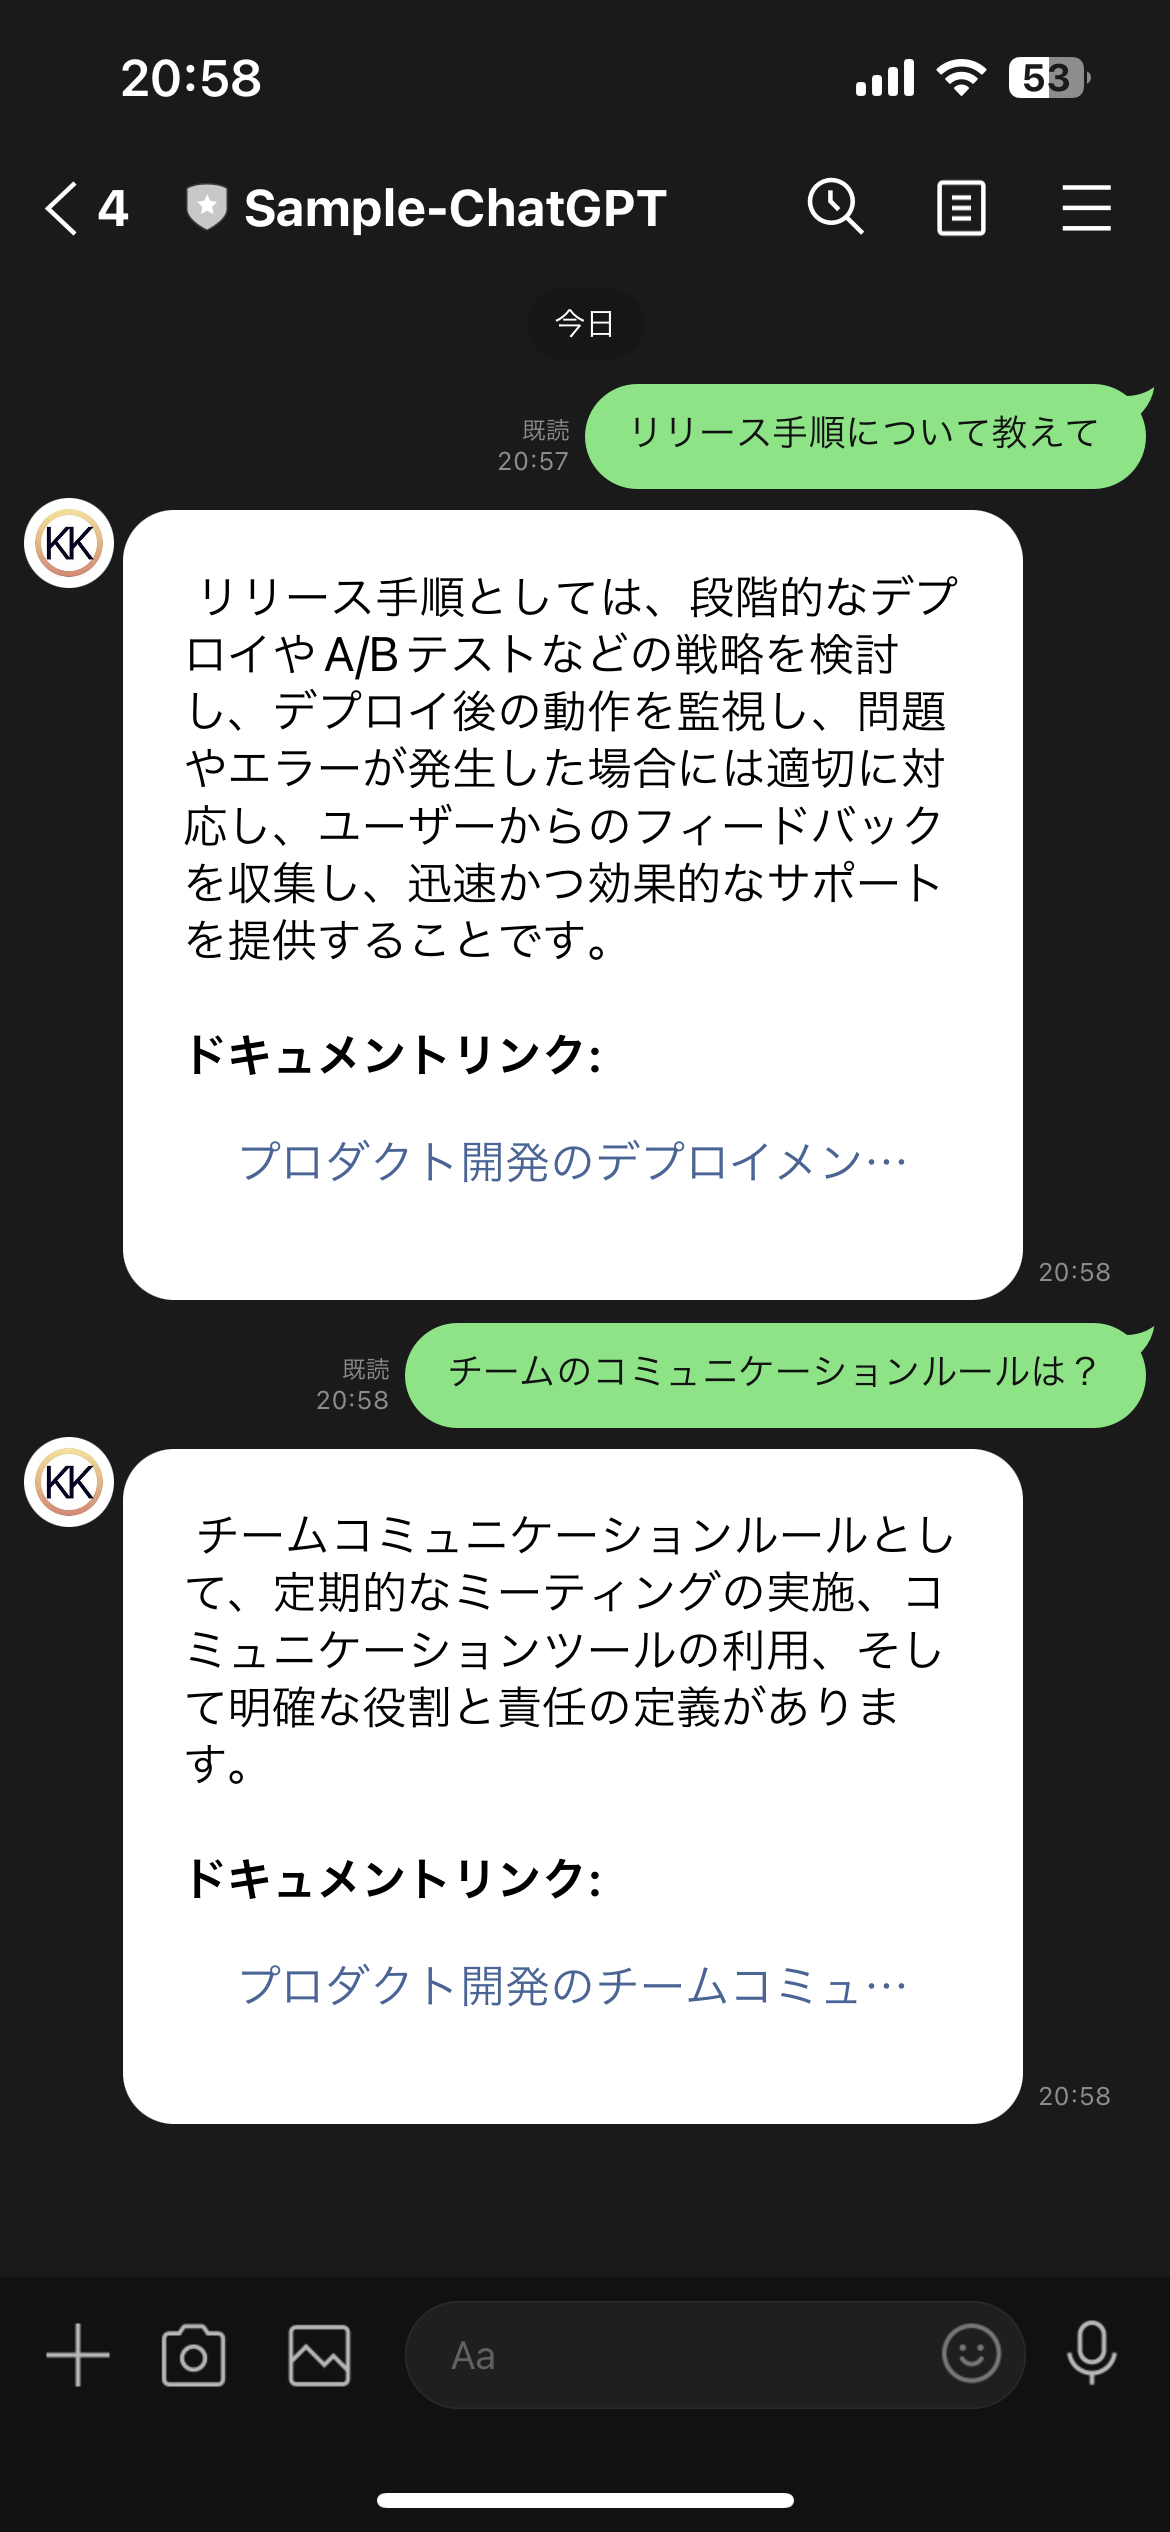 20:58
53
4 Sample-ChatGPT
今日
既読
20:57
リリース手順について教えて
KK
リリース手順としては、段階的なデプ
ロイやA/Bテストなどの戦略を検討
し、デプロイ後の動作を監視し、問題
やエラーが発生した場合には適切に対
応し、ユーザーからのフィードバック
を収集し、迅速かつ効果的なサポート
を提供することです。
ドキュメントリンク:
プロダクト開発のデプロイメン…
20:58
既読
20:58
チームのコミュニケーションルールは？
KK
チームコミュニケーションルールとし
て、定期的なミーティングの実施、コ
ミュニケーションツールの利用、そし
て明確な役割と責任の定義がありま
す。
ドキュメントリンク:
プロダクト開発のチームコミュ…
20:58
Aa